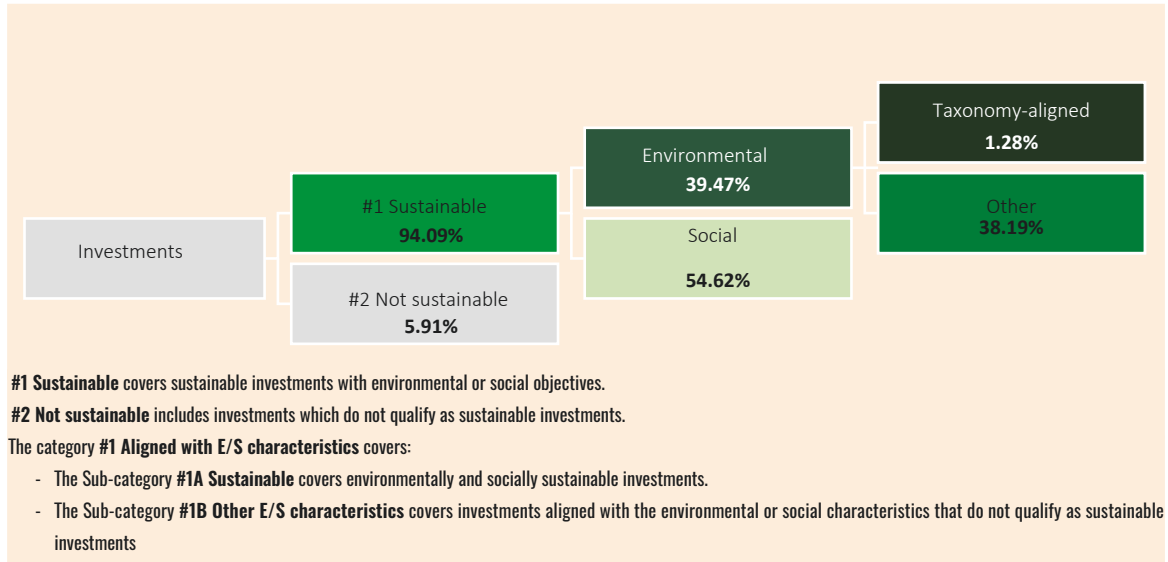 Taxonomy-aligned
1.28%
Environmental
39.47%
#1 Sustainable
94.09%
Other
38.19%
Social
54.62%
Investments
#2 Not sustainable
5.91%
#1 Sustainable covers sustainable investments with environmental or social objectives.
#2 Not sustainable includes investments which do not qualify as sustainable investments.
The category #1 Aligned with E/S characteristics covers:
- The Sub-category #1A Sustainable covers environmentally and socially sustainable investments.
- The Sub-category #1B Other E/S characteristics covers investments aligned with the environmental or social characteristics that do not qualify as sustainable
investments